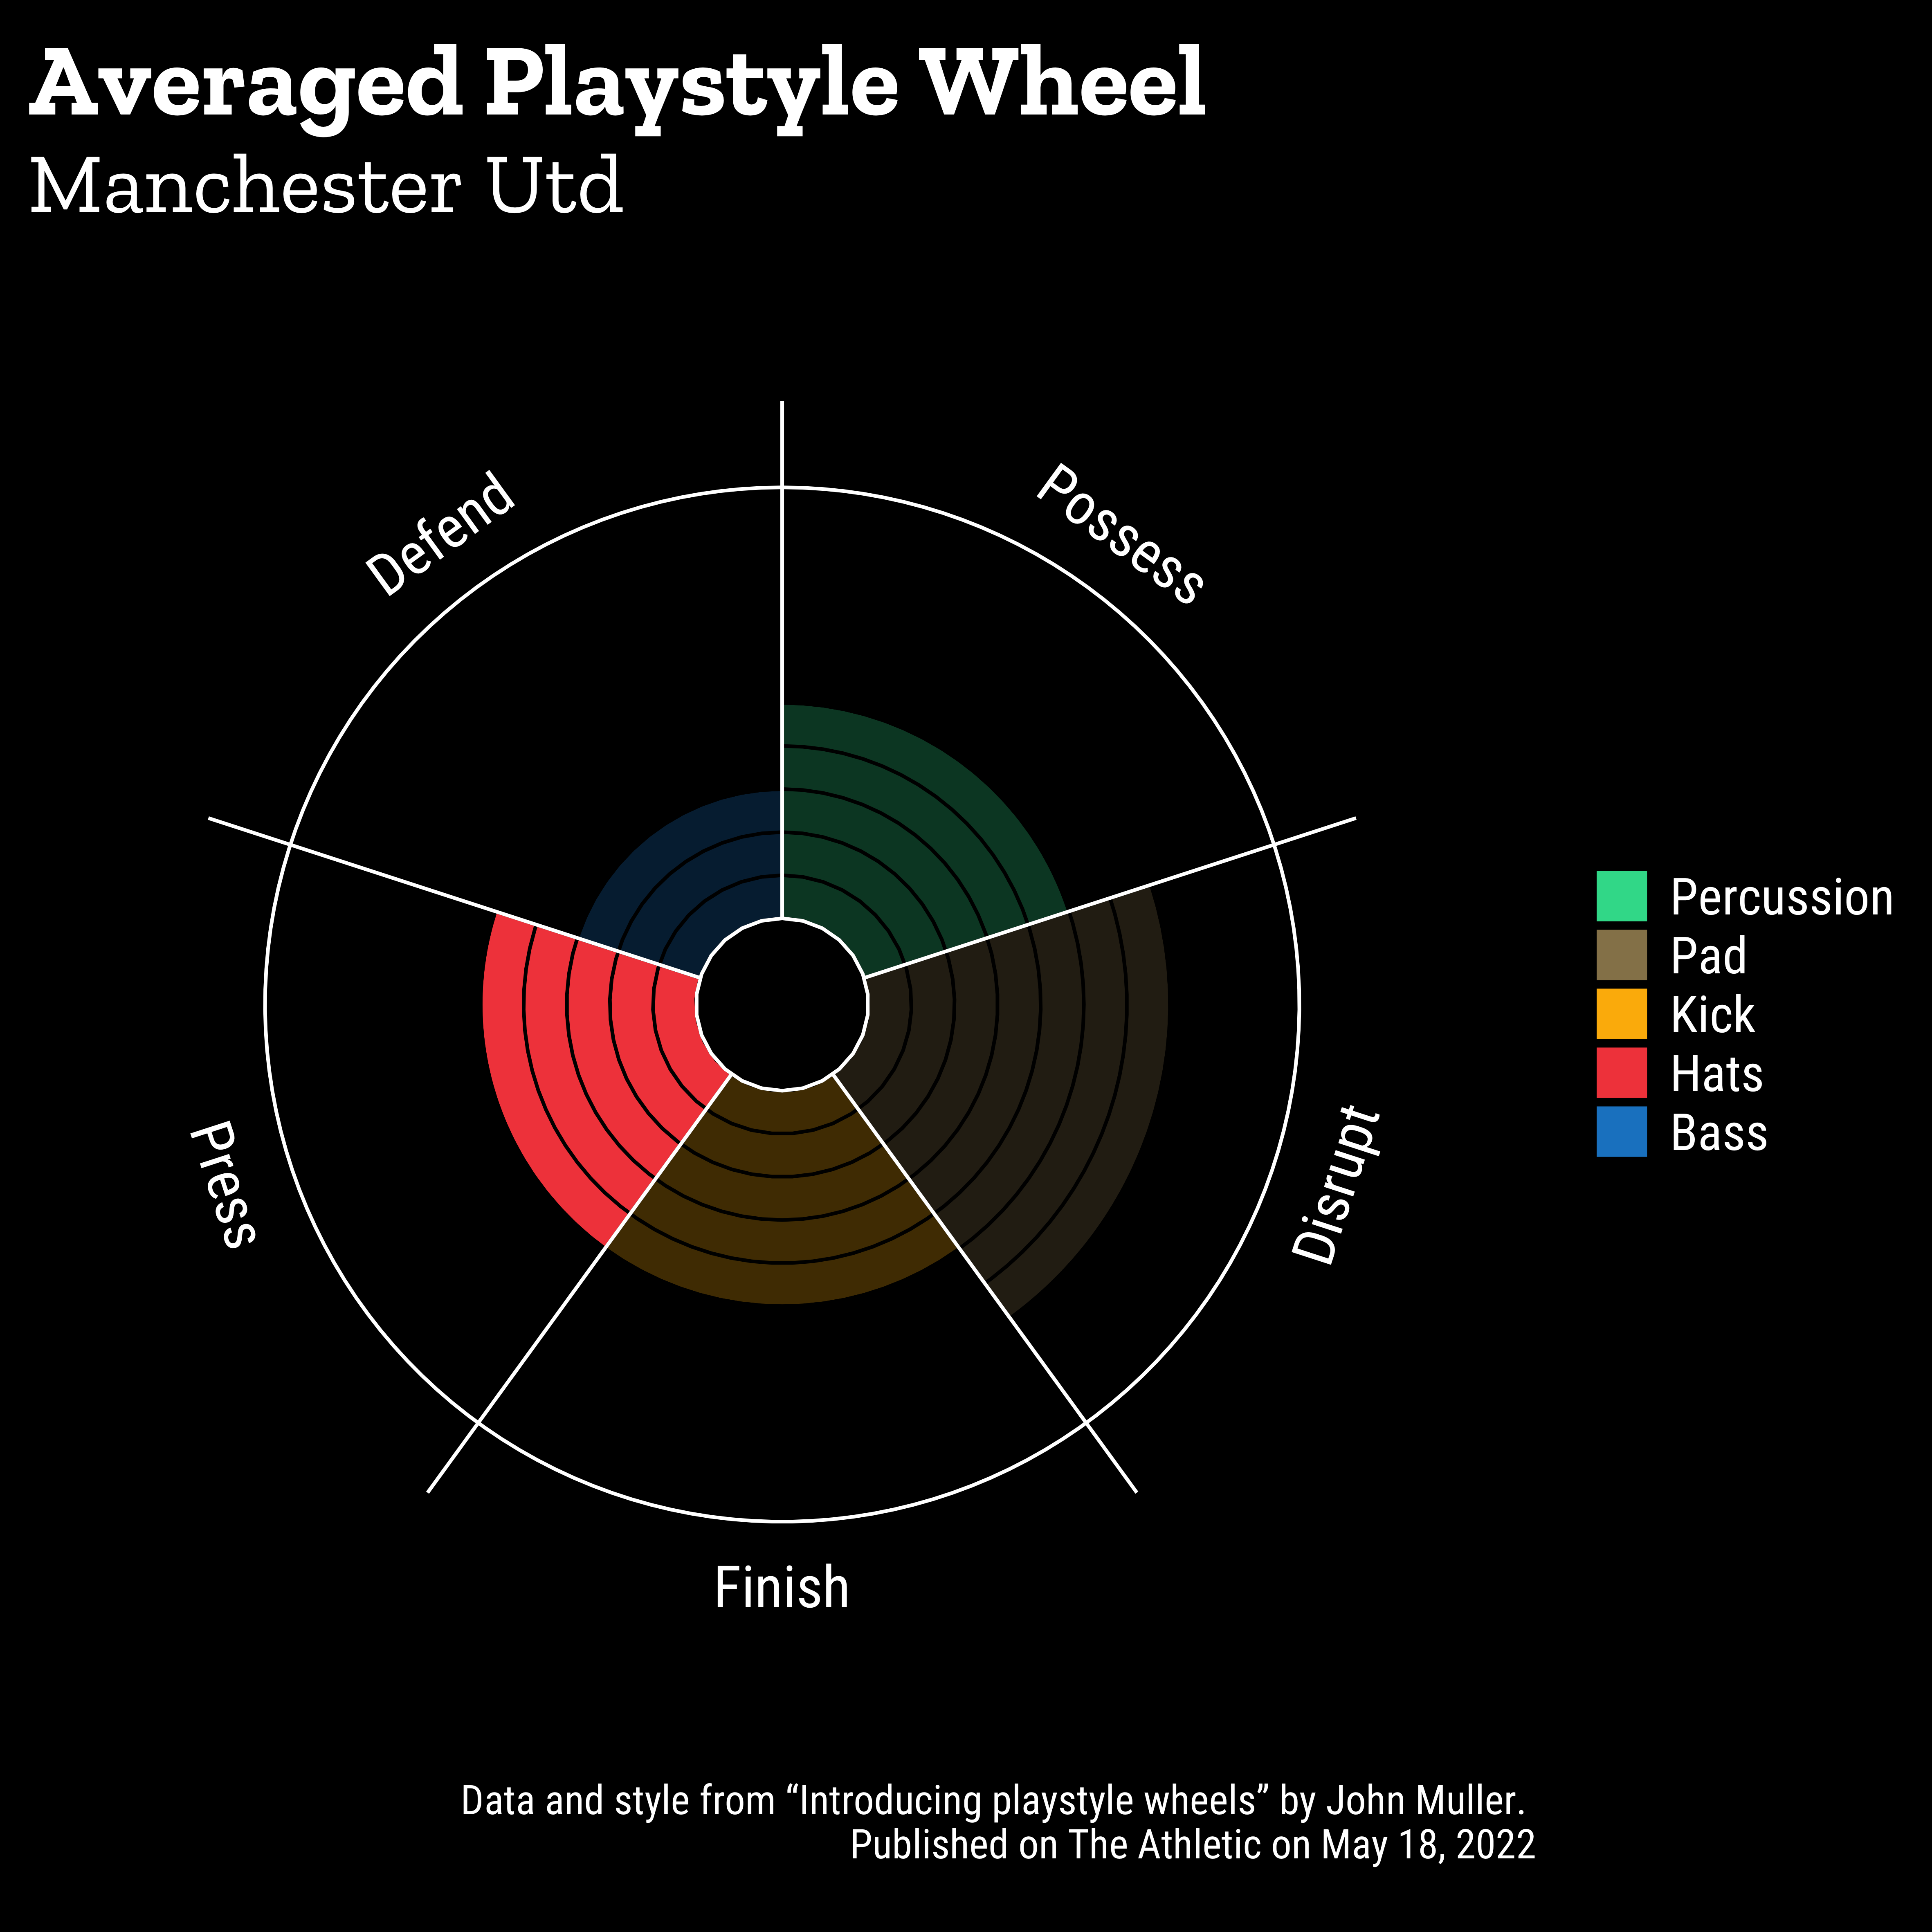 Averaged Playstyle Wheel
Manchester Utd
Defend
Possess
Press
Disrupt
Finish
Percussion
Pad
Kick
Hats
Bass
Data and style from “Introducing playstyle wheels” by John Muller.
Published on The Athletic on May 18, 2022